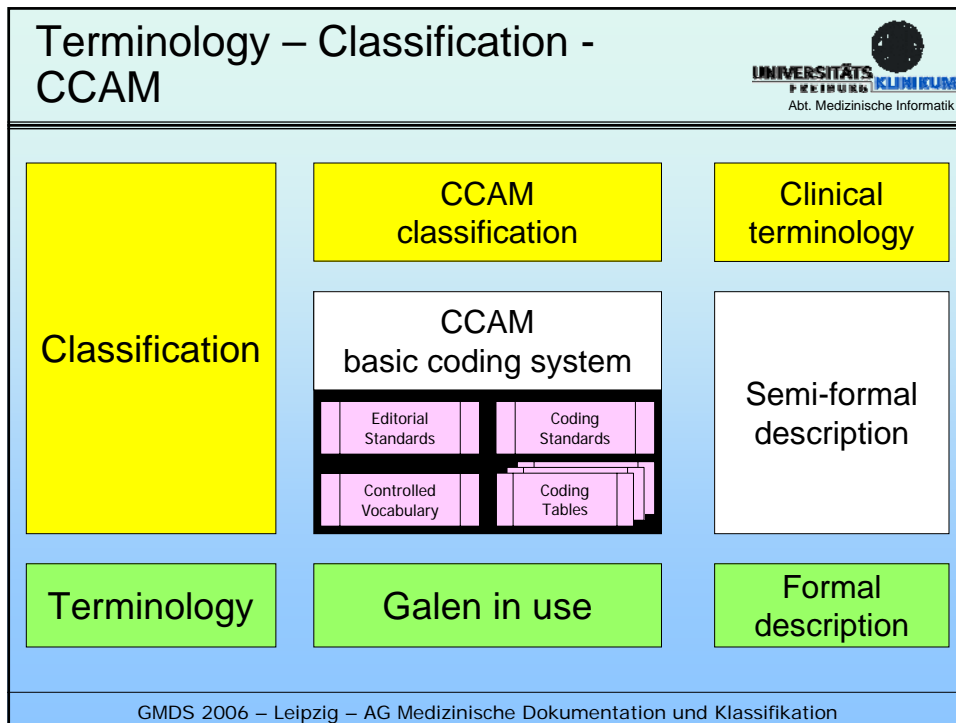 Terminology – Classification -
CCAM
UNIVERSITÄTS
FREIBURG KLINIKUM
Abt. Medizinische Informatik
Classification
CCAM
classification
Clinical
terminology
CCAM
basic coding system
Editorial
Standards
Coding
Standards
Controlled
Vocabulary
Coding
Tables
Semi-formal
description
Terminology
Galen in use
Formal
description
GMDS 2006 – Leipzig – AG Medizinische Dokumentation und Klassifikation